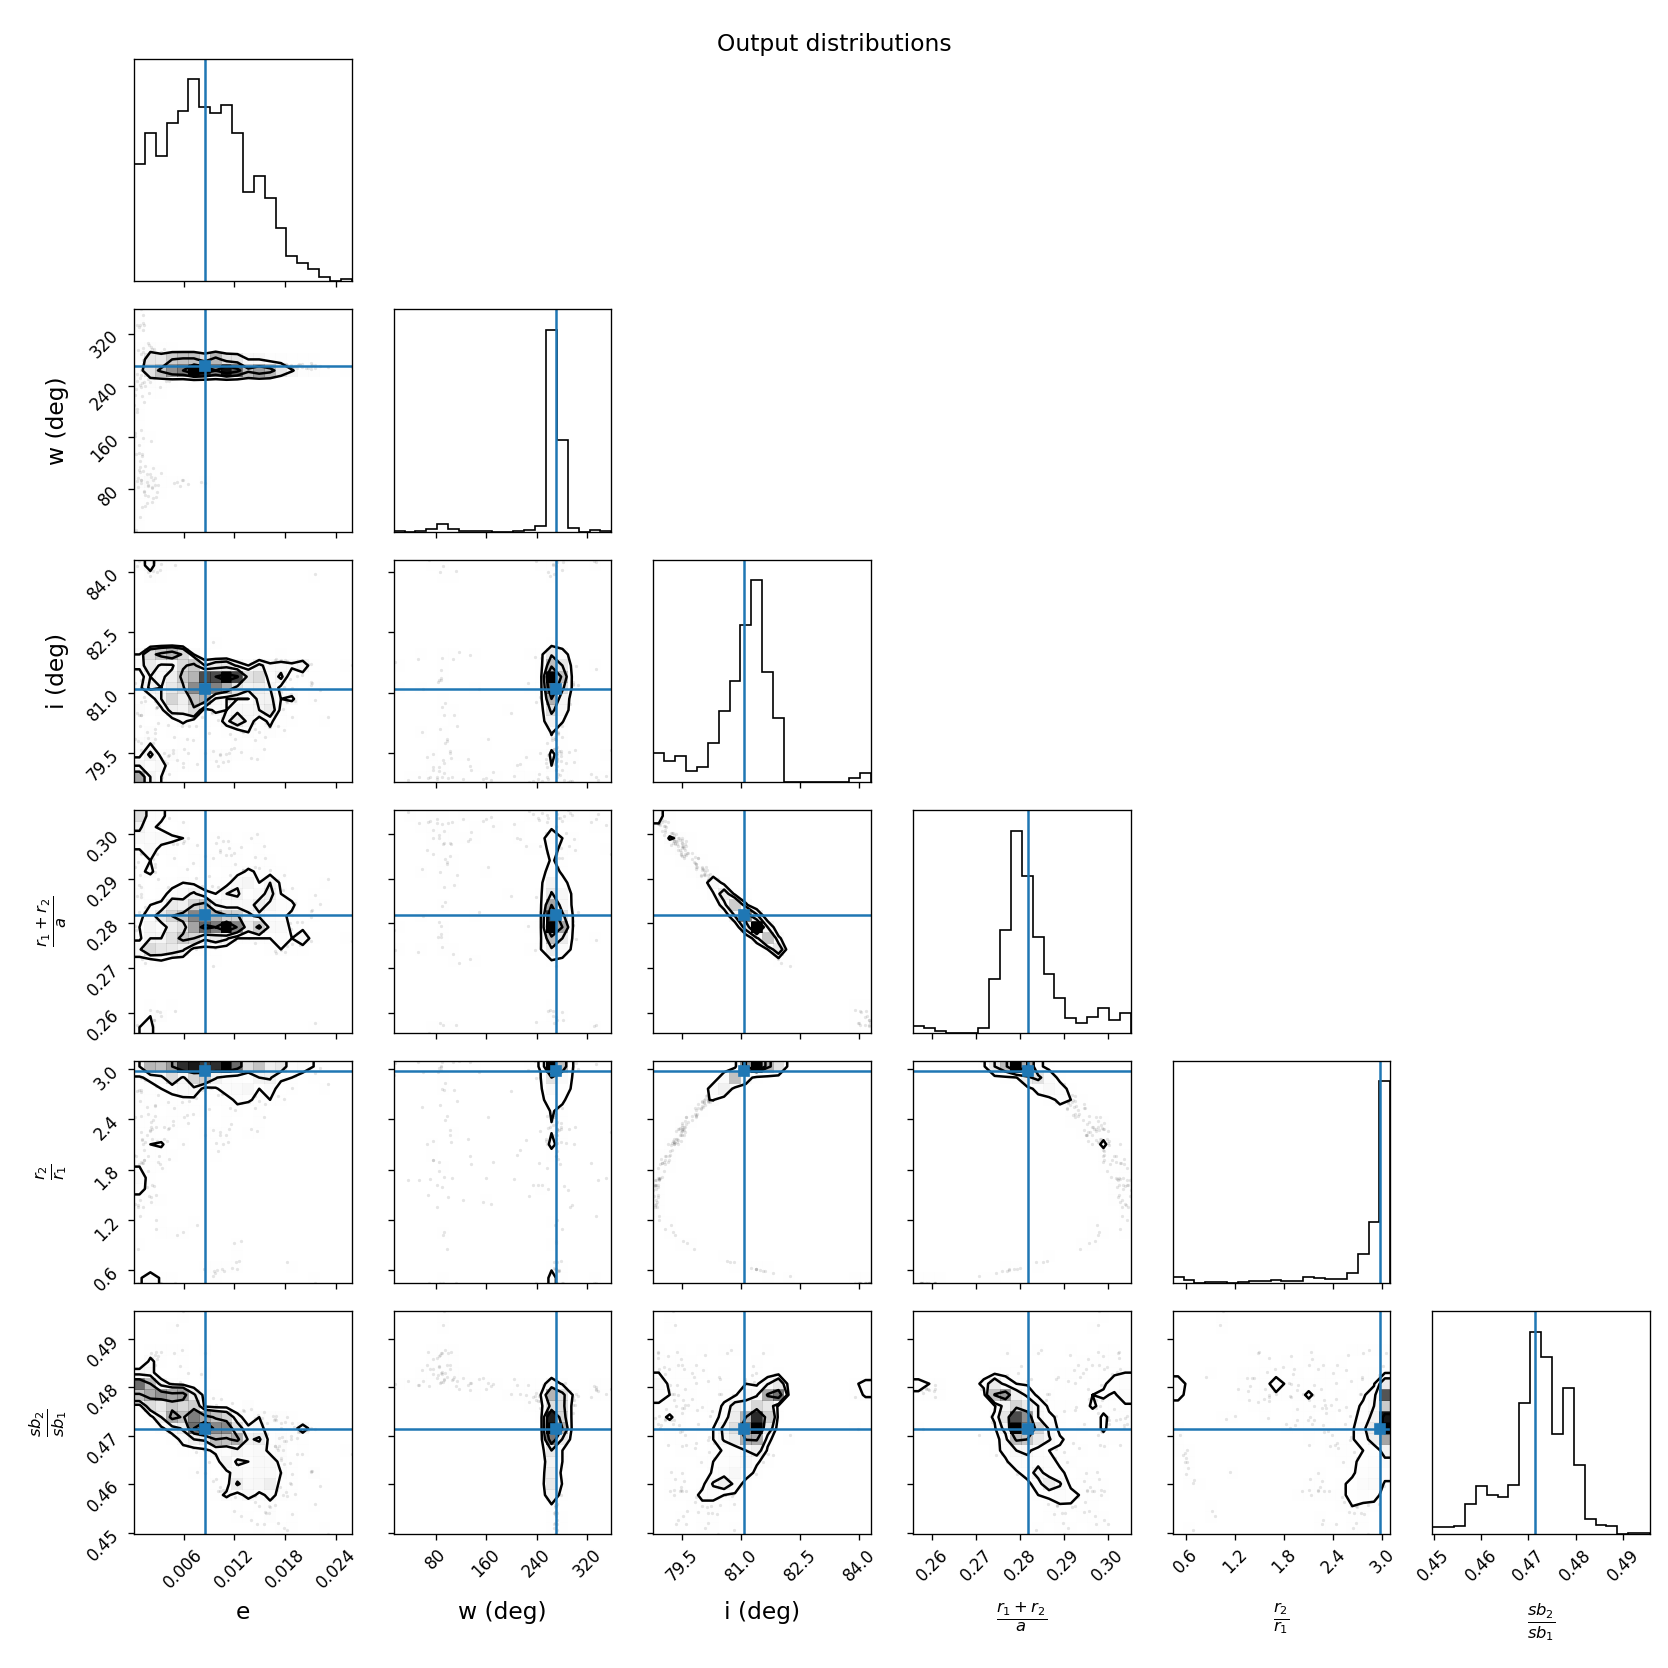 Output distributions
w (deg)
320
240
160
80
i (deg)
84.0
82.5
81.0
79.5
r₁ + r₂
a
0.30
0.29
0.28
0.27
0.26
r₂
r₁
3.0
2.4
1.8
1.2
0.6
sb₂
sb₁
0.49
0.48
0.47
0.46
0.45
0.006 0.012 0.018 0.024
80 160 240 320
79.5 81.0 82.5 84.0
0.26 0.27 0.28 0.29 0.30
0.6 1.2 1.8 2.4 3.0
0.45 0.46 0.47 0.48 0.49
e
w (deg)
i (deg)
r₁ + r₂
a
r₂
r₁
sb₂
sb₁